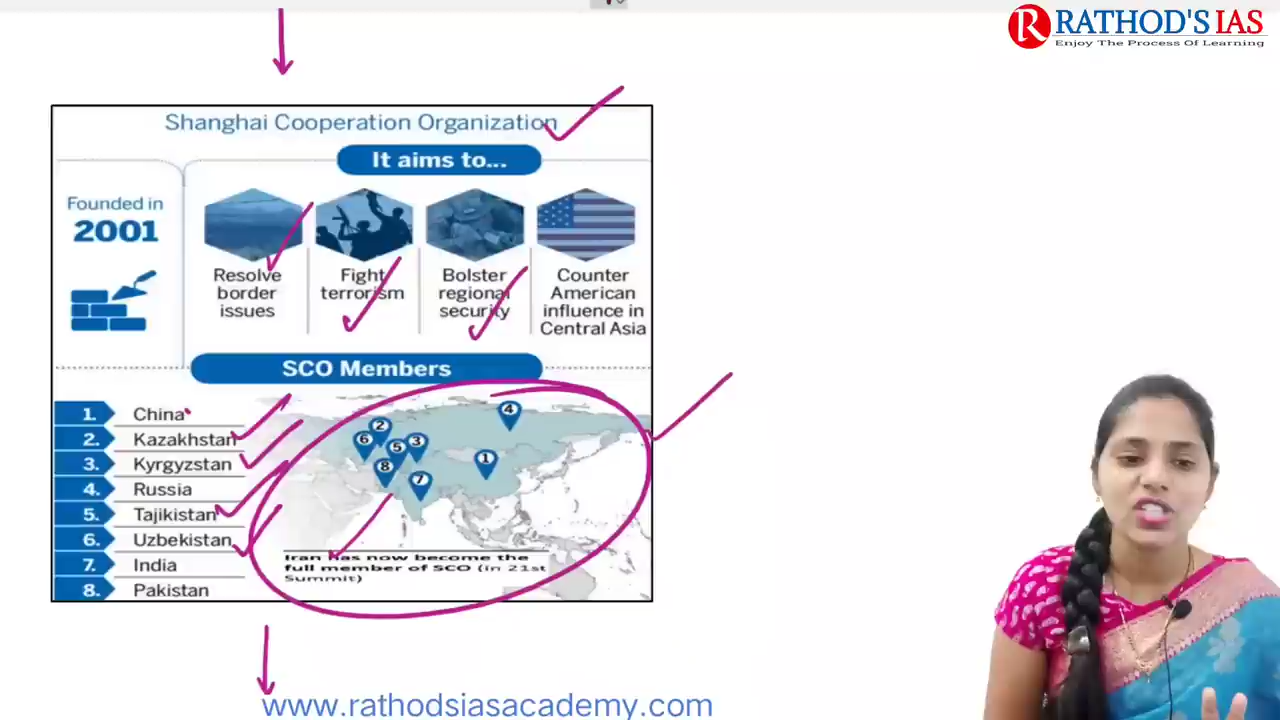 RATHOD'S IAS
Enjoy The Process Of Learning
Shanghai Cooperation Organization
It aims to...
Founded in
2001
Resolve
border
issues
Fight
terrorism
Bolster
regional
security
Counter
American
influence in
Central Asia
SCO Members
1. China
2. Kazakhstan
3. Kyrgyzstan
4. Russia
5. Tajikistan
6. Uzbekistan
7. India
8. Pakistan
4
2
6
5
3
1
8
7
Iran has now become the
full member of SCO (in 21st
Summit)
www.rathodsiasacademy.com